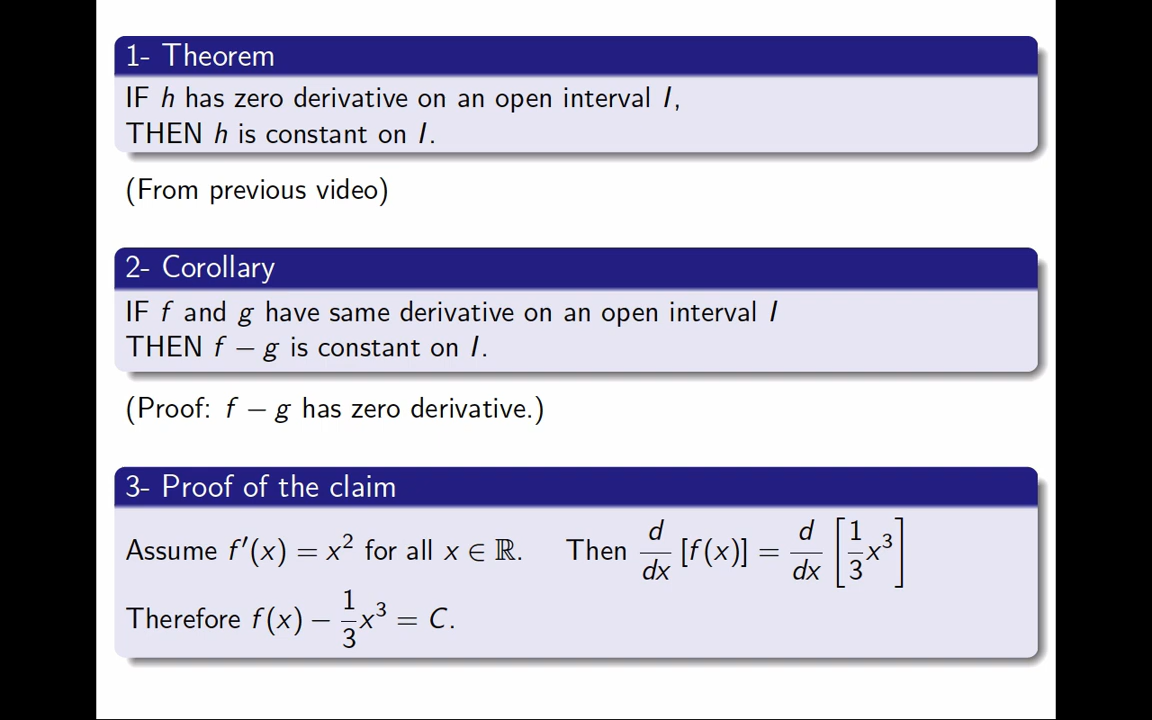 1- Theorem
IF h has zero derivative on an open interval I,
THEN h is constant on I.
(From previous video)
2- Corollary
IF f and g have same derivative on an open interval I
THEN f − g is constant on I.
(Proof: f − g has zero derivative.)
3- Proof of the claim
Assume f′(x) = x² for all x ∈ ℝ. Then d/dx [f(x)] = d/dx [1/3 x³]
Therefore f(x) − 1/3 x³ = C.